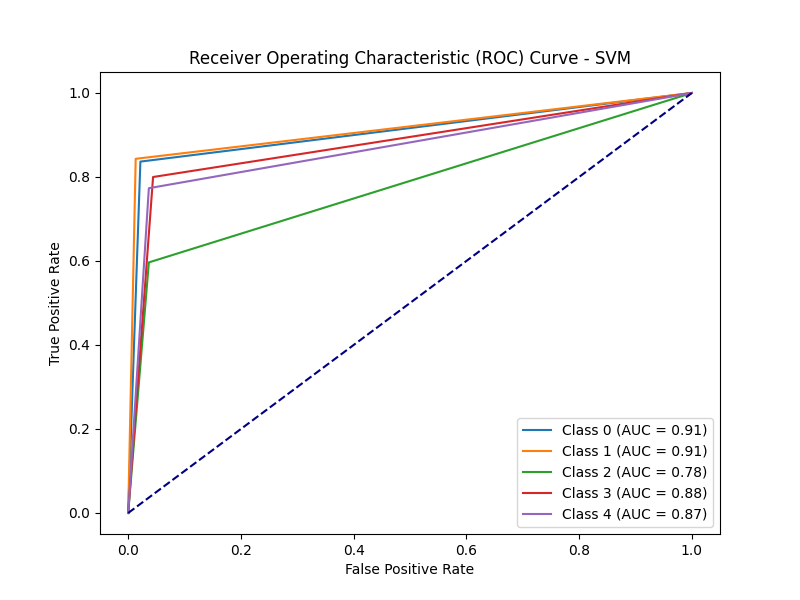 Receiver Operating Characteristic (ROC) Curve - SVM
True Positive Rate
1.0
0.8
0.6
0.4
0.2
0.0
Class 0 (AUC = 0.91)
Class 1 (AUC = 0.91)
Class 2 (AUC = 0.78)
Class 3 (AUC = 0.88)
Class 4 (AUC = 0.87)
0.0 0.2 0.4 0.6 0.8 1.0
False Positive Rate